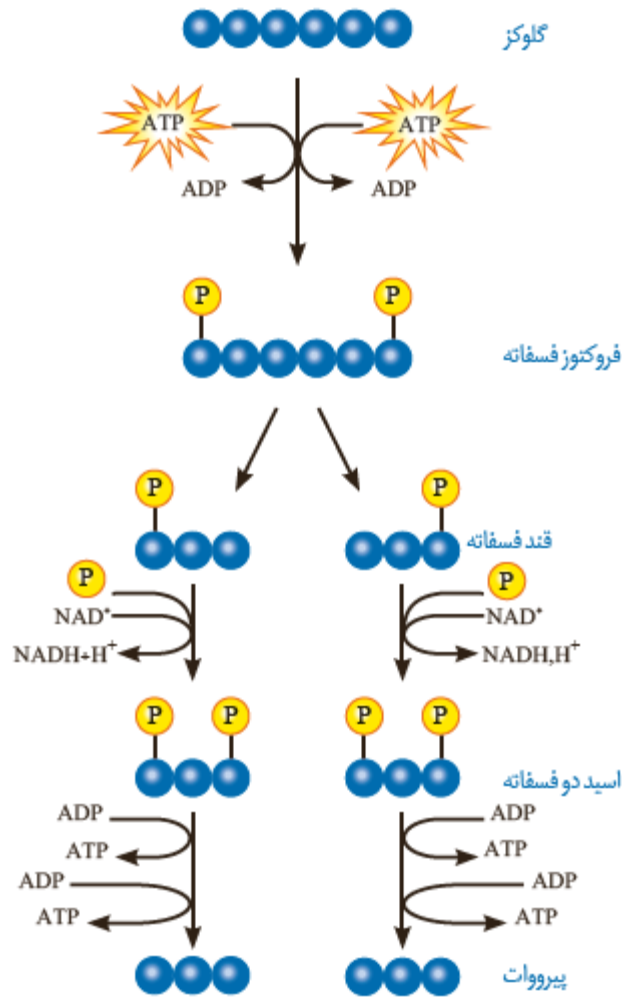 گلوکز
ATP ATP
ADP ADP
P P
فروکتوز فسفاته
P P
قند فسفاته
P P
NAD⁺ NAD⁺
NADH+H⁺ NADH,H⁺
P P P P
اسید دو فسفاته
ADP ADP
ATP ATP
ADP ADP
ATP ATP
پیرووات